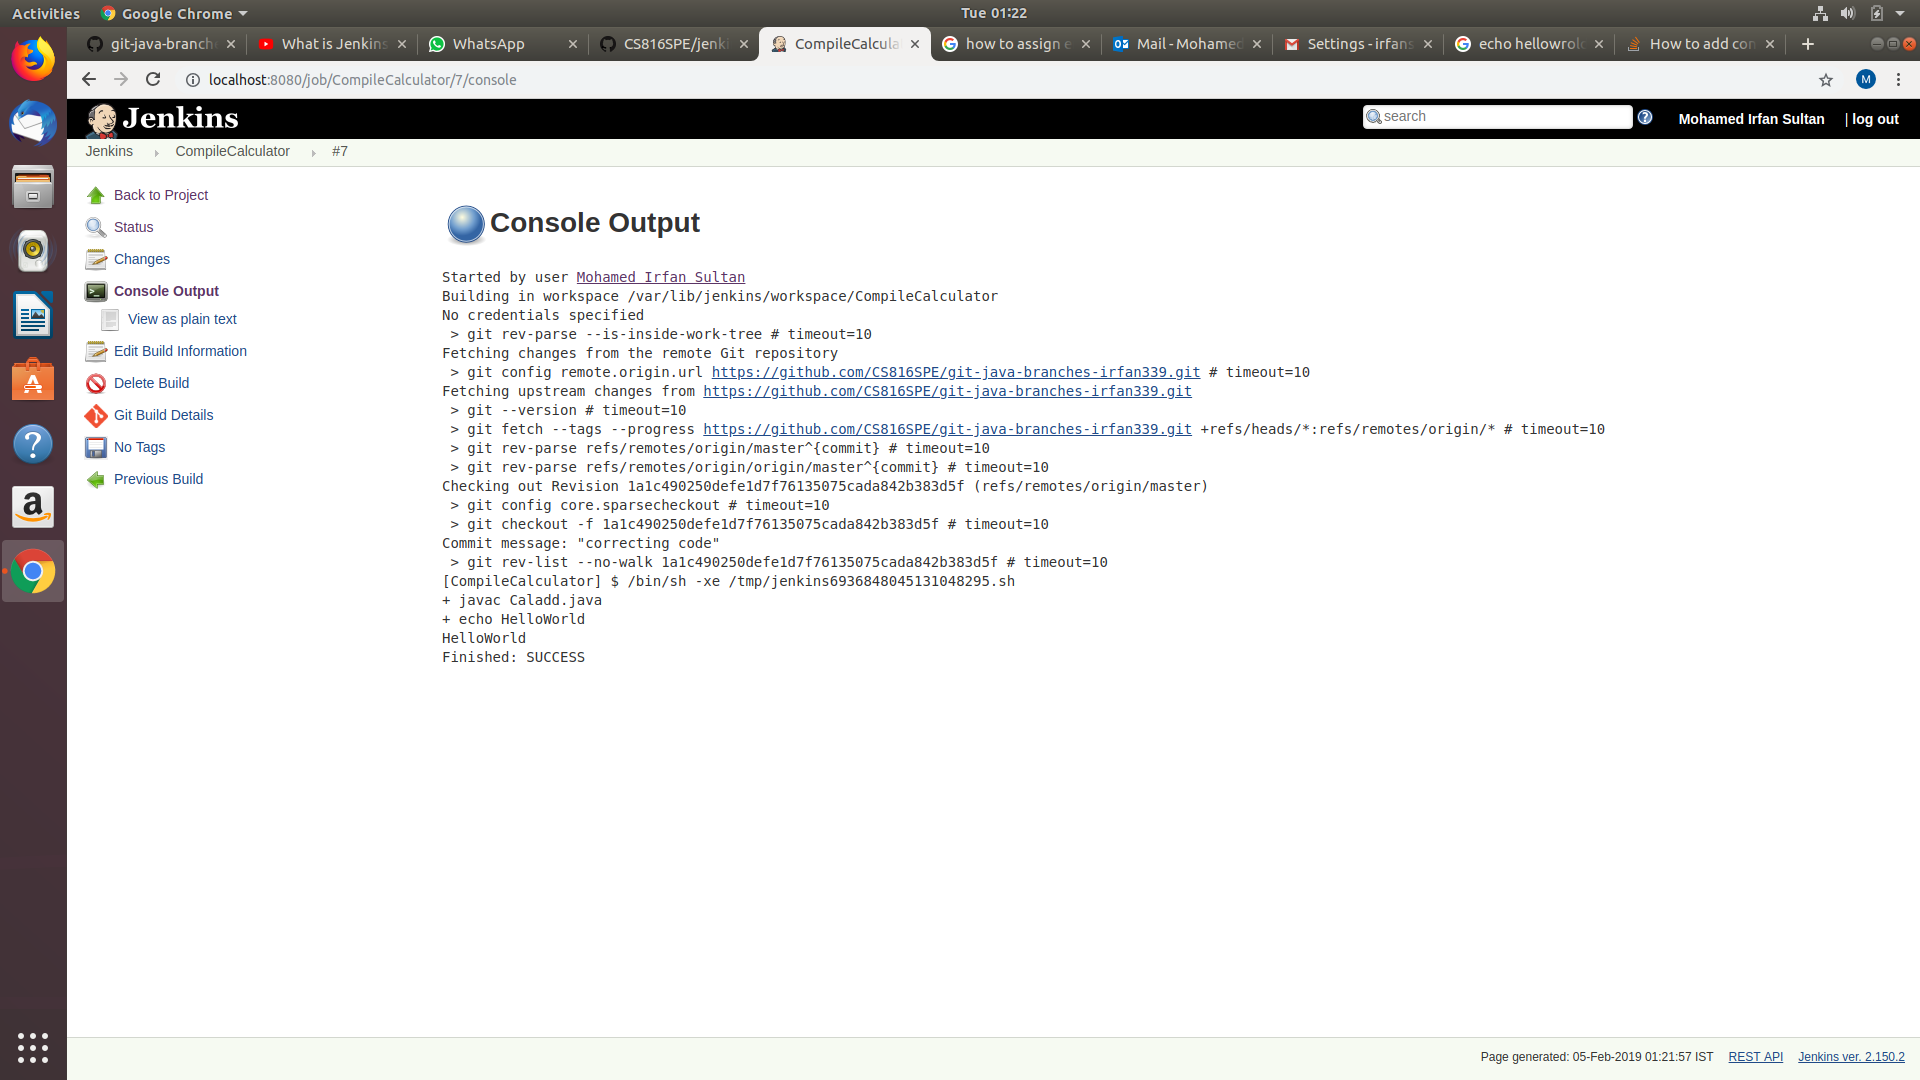 Activities Google Chrome Tue 01:22
git-java-branche What is Jenkins WhatsApp CS816SPE/jenk CompileCalcula how to assign e Mail - Mohamed Settings - irfans echo hellowrold How to add con
localhost:8080/job/CompileCalculator/7/console M
Jenkins search Mohamed Irfan Sultan | log out
Jenkins CompileCalculator #7
Back to Project
Status
Changes
Console Output
View as plain text
Edit Build Information
Delete Build
Git Build Details
No Tags
Previous Build
Console Output
Started by user Mohamed Irfan Sultan
Building in workspace /var/lib/jenkins/workspace/CompileCalculator
No credentials specified
> git rev-parse --is-inside-work-tree # timeout=10
Fetching changes from the remote Git repository
> git config remote.origin.url https://github.com/CS816SPE/git-java-branches-irfan339.git # timeout=10
Fetching upstream changes from https://github.com/CS816SPE/git-java-branches-irfan339.git
> git --version # timeout=10
> git fetch --tags --progress https://github.com/CS816SPE/git-java-branches-irfan339.git +refs/heads/*:refs/remotes/origin/* # timeout=10
> git rev-parse refs/remotes/origin/master^{commit} # timeout=10
> git rev-parse refs/remotes/origin/origin/master^{commit} # timeout=10
Checking out Revision 1a1c490250defe1d7f76135075cada842b383d5f (refs/remotes/origin/master)
> git config core.sparsecheckout # timeout=10
> git checkout -f 1a1c490250defe1d7f76135075cada842b383d5f # timeout=10
Commit message: "correcting code"
> git rev-list --no-walk 1a1c490250defe1d7f76135075cada842b383d5f # timeout=10
[CompileCalculator] $ /bin/sh -xe /tmp/jenkins6936848045131048295.sh
+ javac Caladd.java
+ echo HelloWorld
HelloWorld
Finished: SUCCESS
Page generated: 05-Feb-2019 01:21:57 IST REST API Jenkins ver. 2.150.2